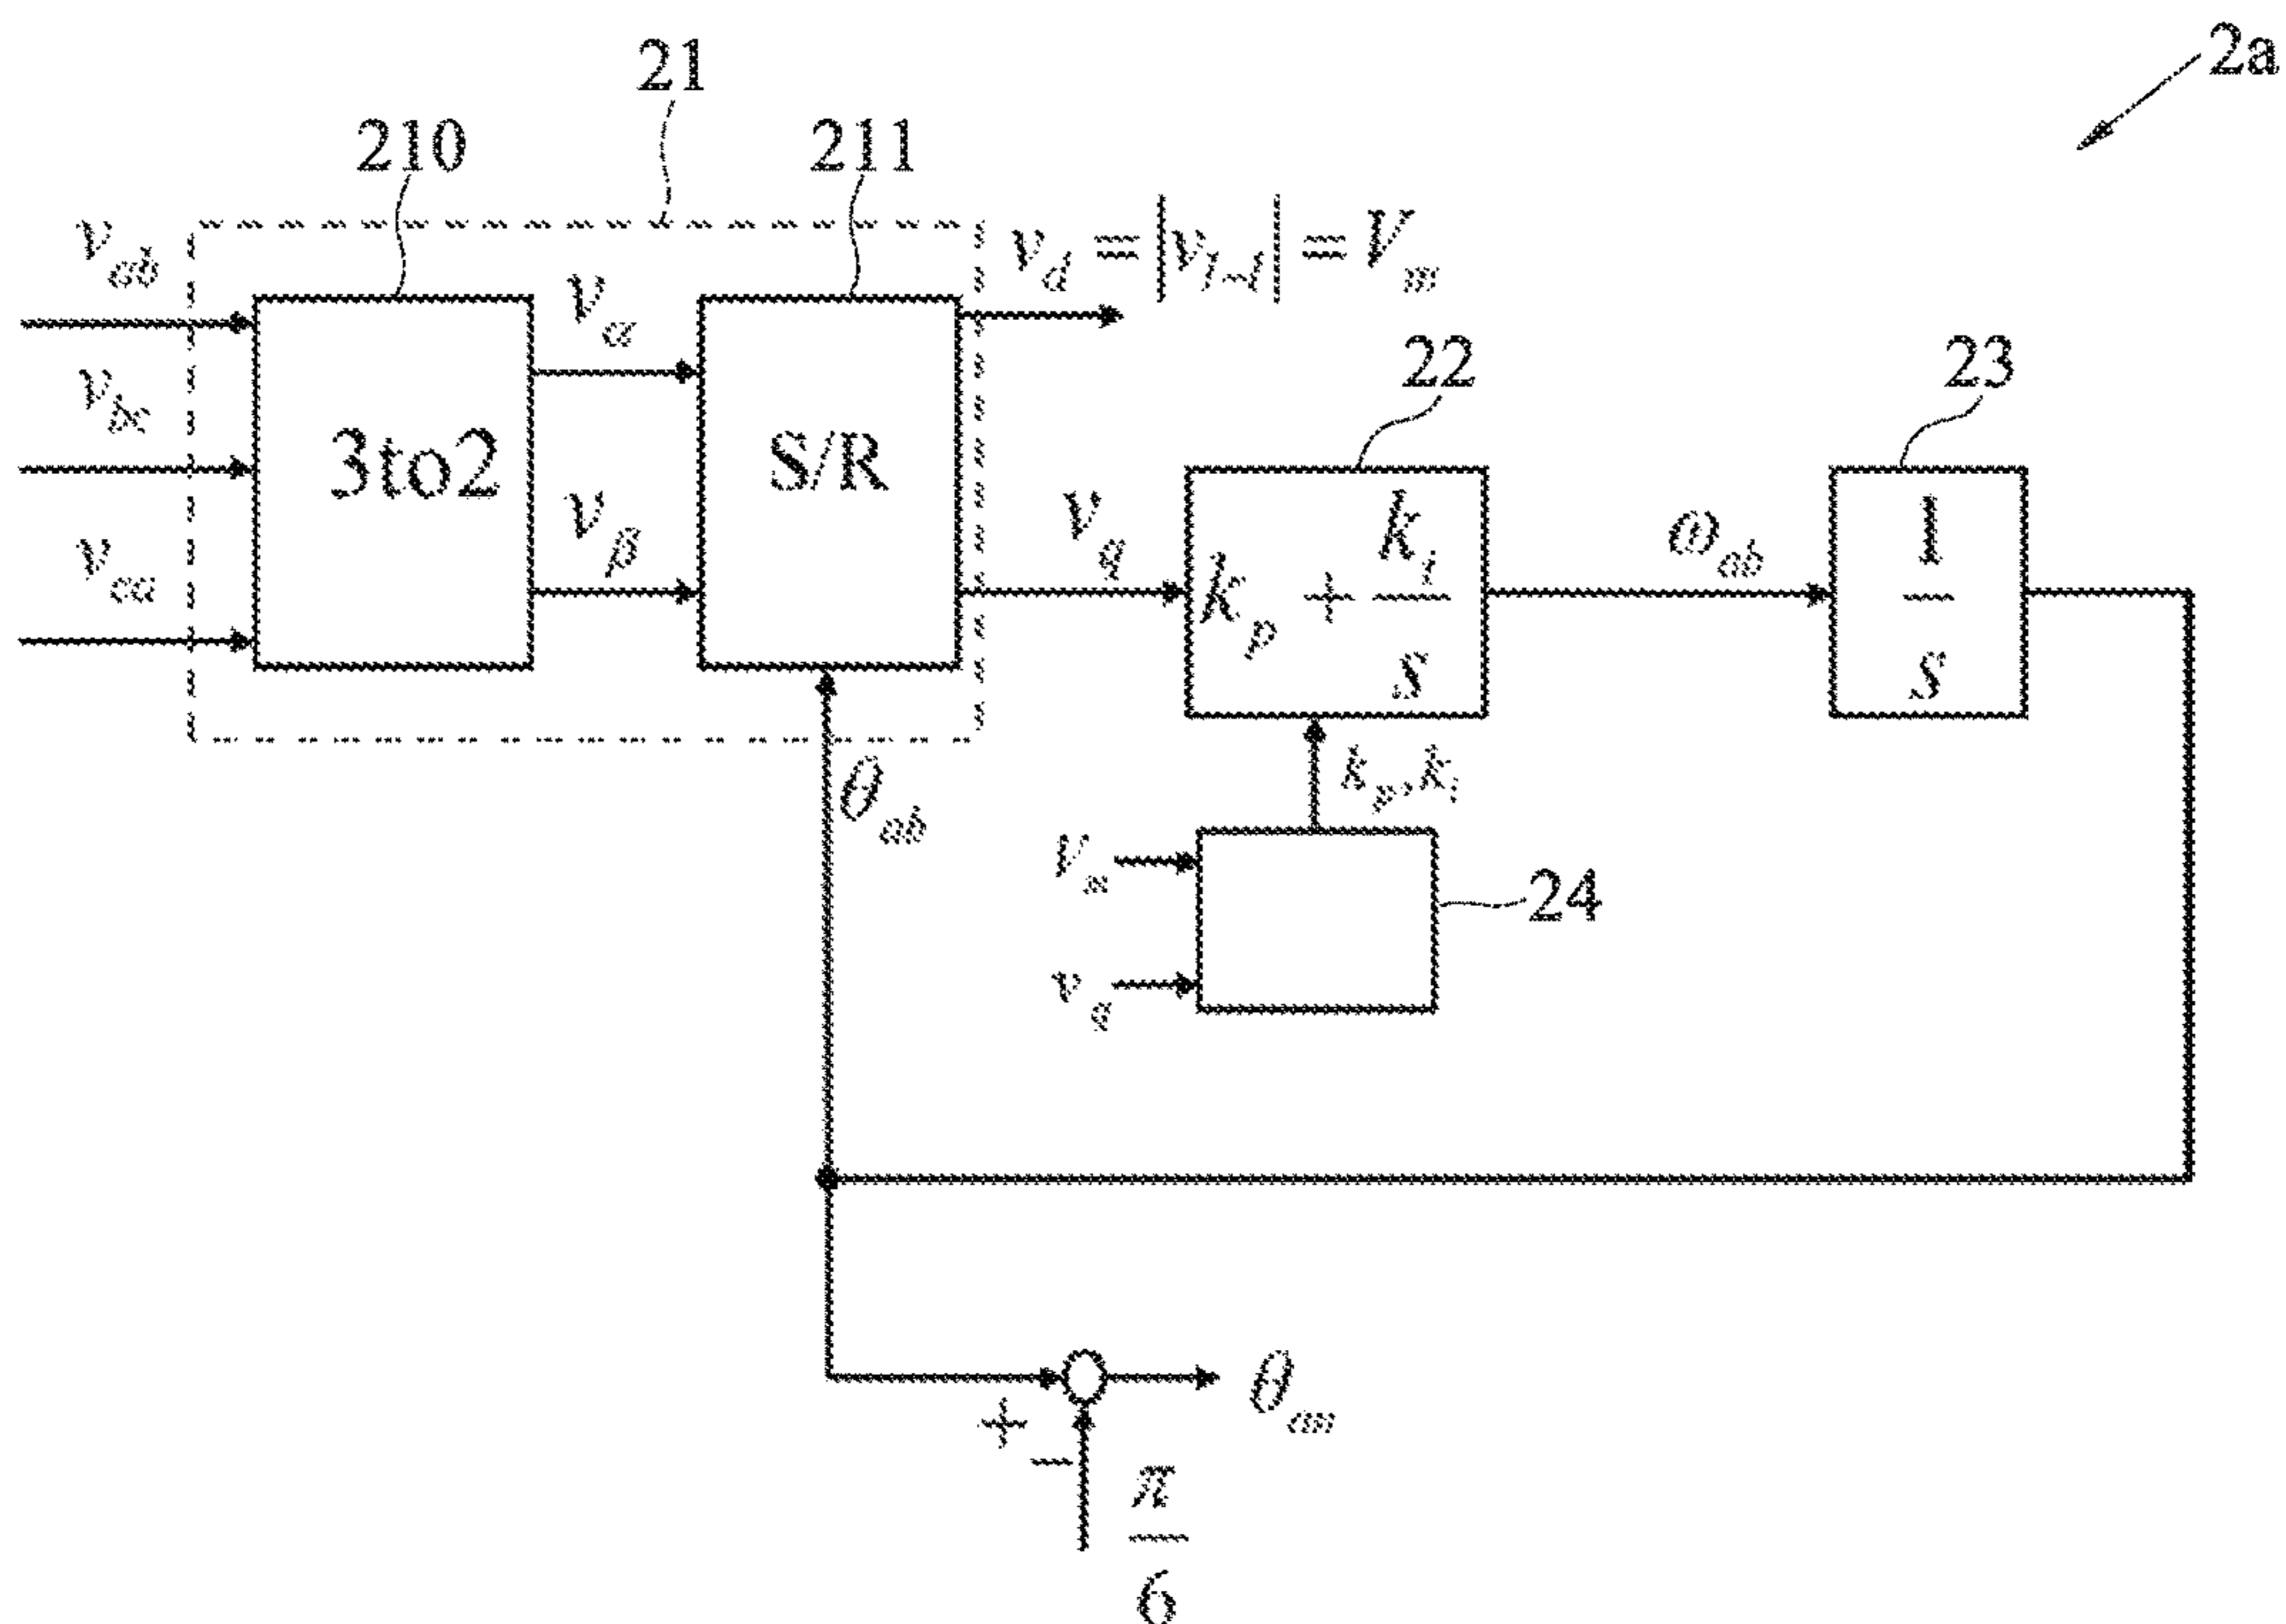 2a
21
210
211
v_ab
v_bc
v_ca
3to2
v_α
v_β
S/R
v_d = |v_l-l| = V_m
v_q
22
k_p + k_i/s
ω_ab
23
1/s
θ_ab
k_p, k_i
V_m
v_q
24
+
−
π/6
θ_an